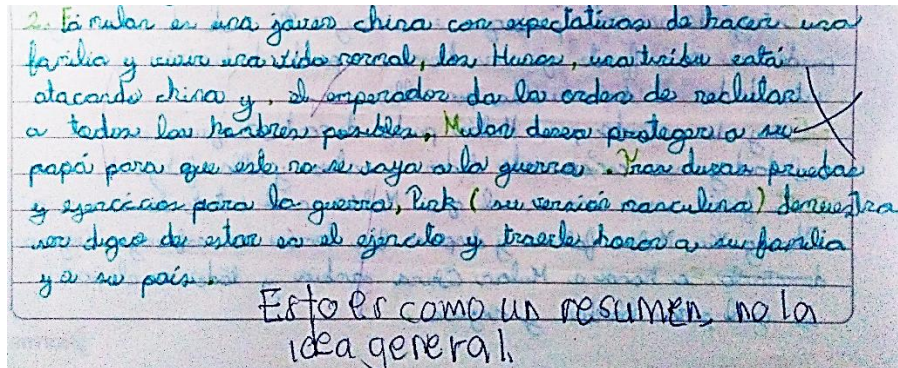 2. Fa mulan es una joven china con expectativas de hacer una
familia y vivir una vida normal, los Hunos, una tribu está
atacando china y, el emperador da la orden de reclutar
a todos los hombres posibles, Mulan desea proteger a su
papá para que este no se vaya a la guerra. Tras duras pruebas
y ejercicios para la guerra, Pink (su versión masculina) demuestra
ser digno de estar en el ejercito y traerle honor a su familia
y a su país.
Esto es como un resumen, no la
idea general.